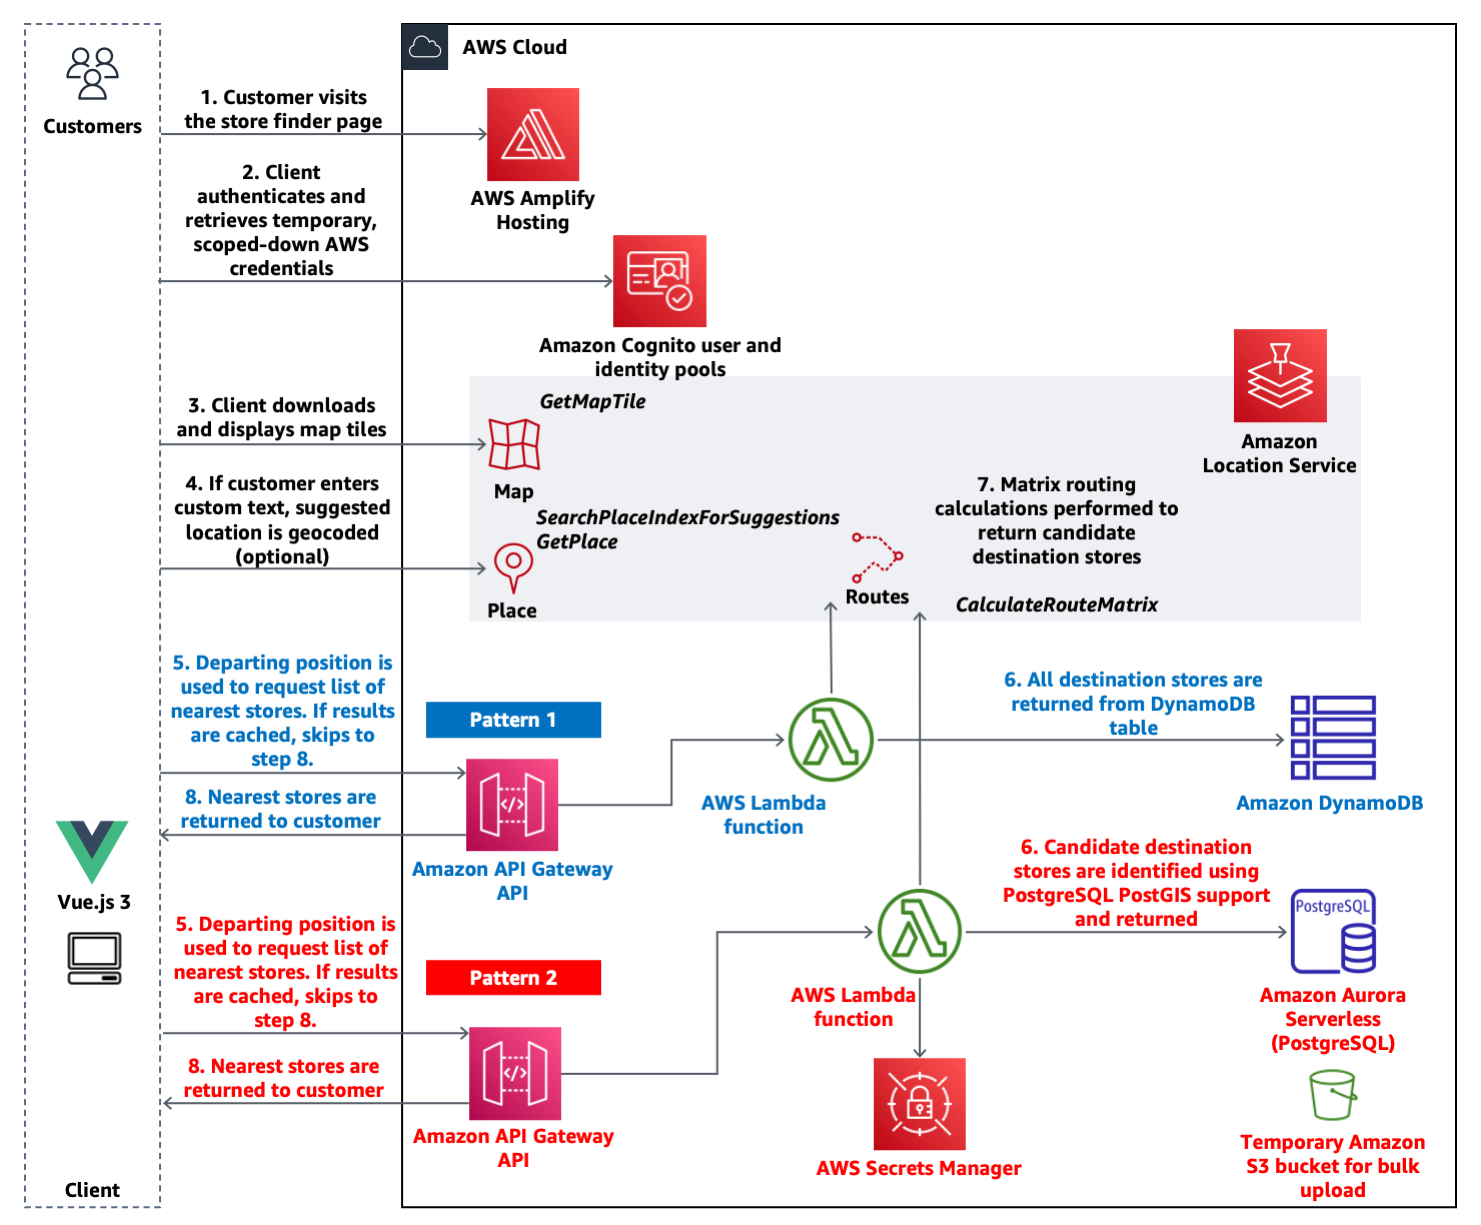 AWS Cloud
Customers
1. Customer visits
the store finder page
AWS Amplify
Hosting
2. Client
authenticates and
retrieves temporary,
scoped-down AWS
credentials
Amazon Cognito user and
identity pools
3. Client downloads
and displays map tiles
GetMapTile
Map
Amazon
Location Service
4. If customer enters
custom text, suggested
location is geocoded
(optional)
SearchPlaceIndexForSuggestions
GetPlace
Place
Routes
7. Matrix routing
calculations performed to
return candidate
destination stores
CalculateRouteMatrix
5. Departing position is
used to request list of
nearest stores. If results
are cached, skips to
step 8.
Pattern 1
6. All destination stores are
returned from DynamoDB
table
8. Nearest stores are
returned to customer
Amazon API Gateway
API
AWS Lambda
function
Amazon DynamoDB
Vue.js 3
5. Departing position is
used to request list of
nearest stores. If results
are cached, skips to
step 8.
Pattern 2
6. Candidate destination
stores are identified using
PostgreSQL PostGIS support
and returned
PostgreSQL
AWS Lambda
function
Amazon Aurora
Serverless
(PostgreSQL)
8. Nearest stores are
returned to customer
Amazon API Gateway
API
AWS Secrets Manager
Temporary Amazon
S3 bucket for bulk
upload
Client